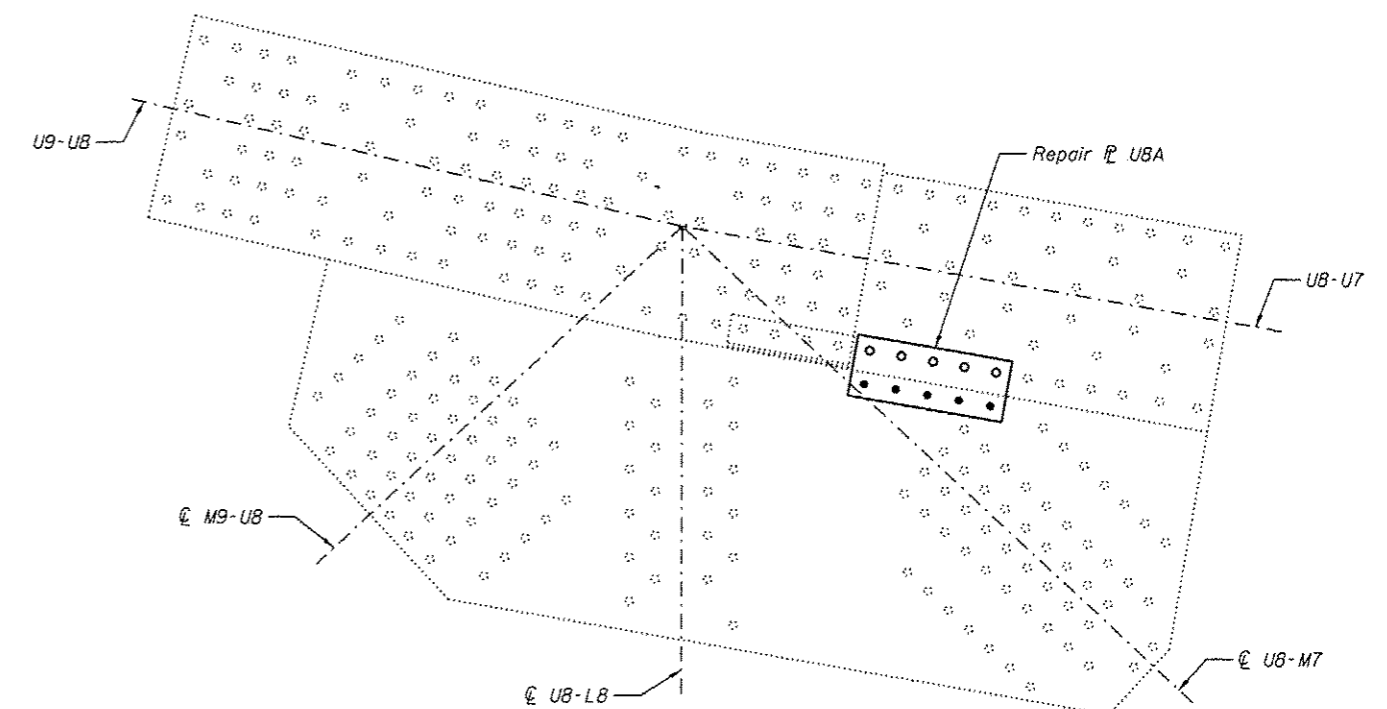 U9-U8
Repair ⅊ U8A
U8-U7
℄ M9-U8
℄ U8-L8
℄ U8-M7